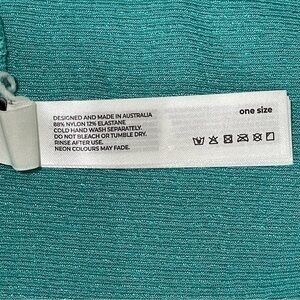 DESIGNED AND MADE IN AUSTRALIA
88% NYLON 12% ELASTANE
COLD HAND WASH SEPARATELY.
DO NOT BLEACH OR TUMBLE DRY.
RINSE AFTER USE.
NEON COLOURS MAY FADE.
one size